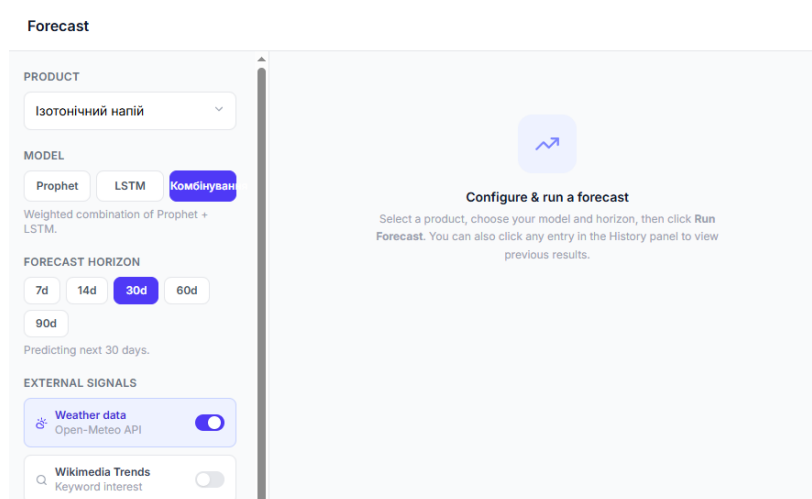 Forecast
PRODUCT
Ізотонічний напій
MODEL
Prophet
LSTM
Weighted combination of Prophet +
LSTM.
FORECAST HORIZON
7d
14d
30d
60d
90d
Predicting next 30 days.
EXTERNAL SIGNALS
Weather data
Open-Meteo API
Wikimedia Trends
Keyword interest
Configure & run a forecast
Select a product, choose your model and horizon, then click Run
Forecast. You can also click any entry in the History panel to view
previous results.